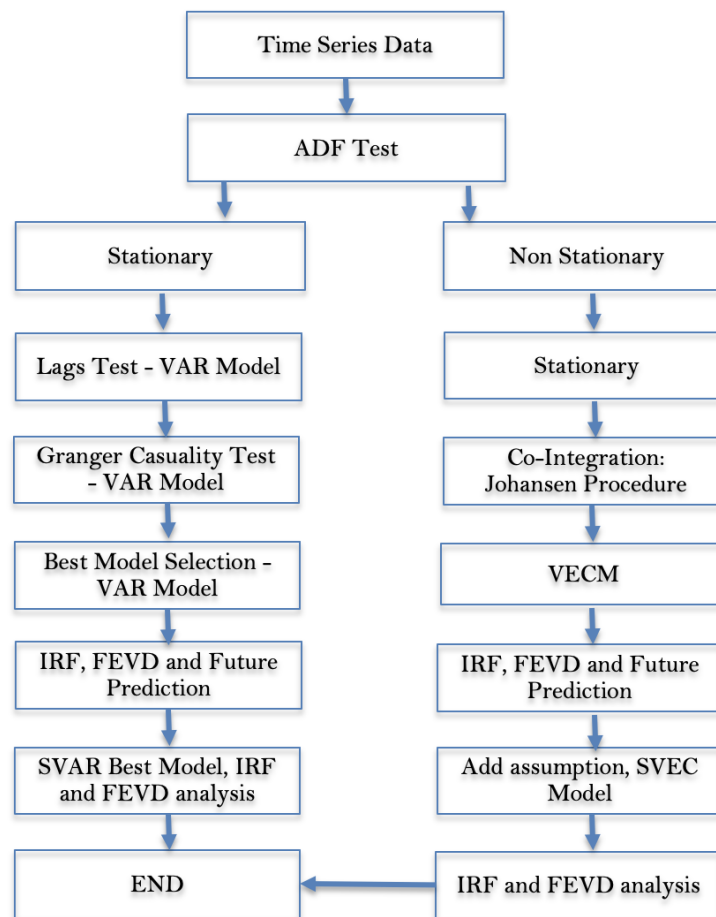 Time Series Data
ADF Test
Stationary
Non Stationary
Lags Test - VAR Model
Stationary
Granger Casuality Test
- VAR Model
Co-Integration:
Johansen Procedure
Best Model Selection -
VAR Model
VECM
IRF, FEVD and Future
Prediction
IRF, FEVD and Future
Prediction
SVAR Best Model, IRF
and FEVD analysis
Add assumption, SVEC
Model
END
IRF and FEVD analysis